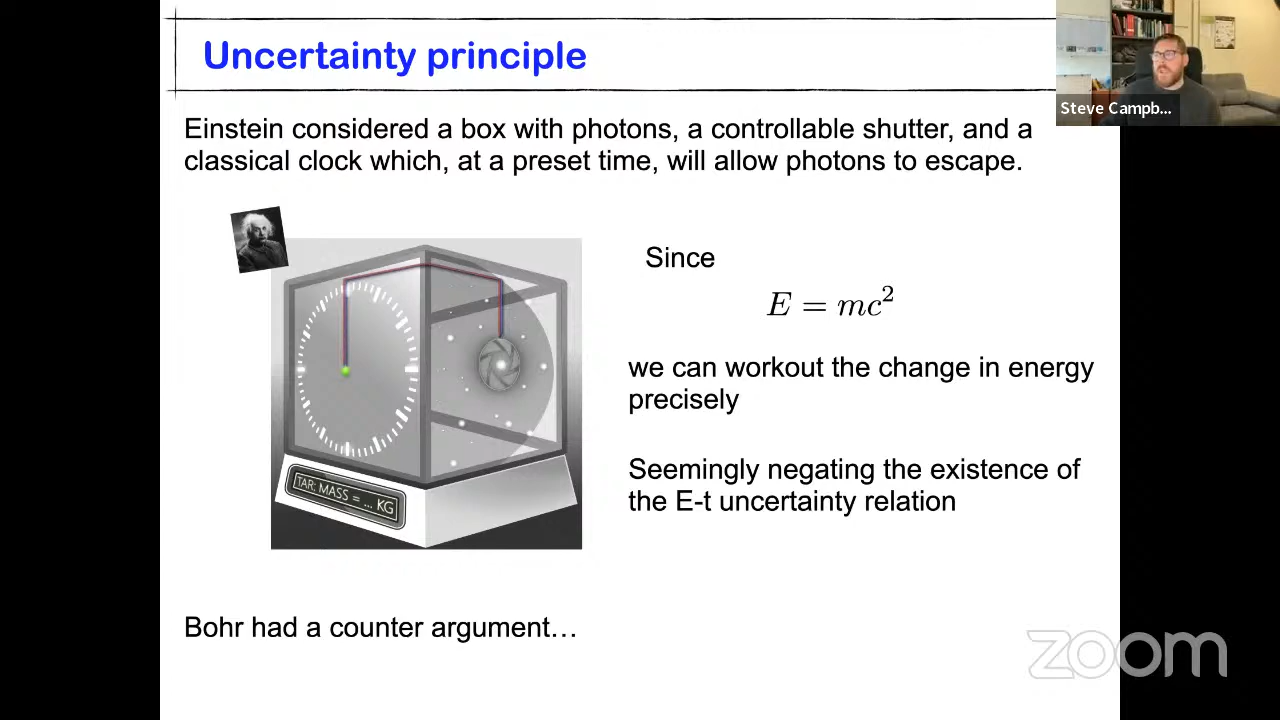 Uncertainty principle
Steve Campb...
Einstein considered a box with photons, a controllable shutter, and a
classical clock which, at a preset time, will allow photons to escape.
Since
E = mc²
we can workout the change in energy
precisely
Seemingly negating the existence of
the E-t uncertainty relation
TAR: MASS = ... KG
Bohr had a counter argument…
zoom